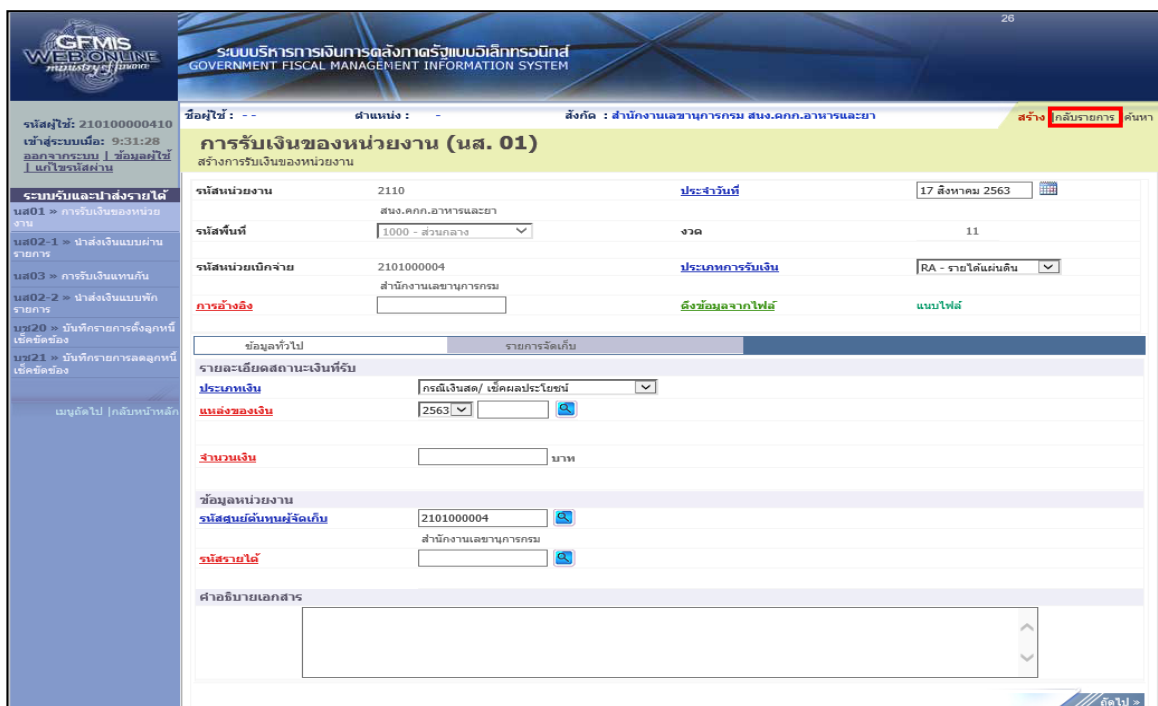 26
GFMIS
WEB ONLINE
ministry of finance
ระบบบริหารการเงินการคลังภาครัฐแบบอิเล็กทรอนิกส์
GOVERNMENT FISCAL MANAGEMENT INFORMATION SYSTEM
รหัสผู้ใช้: 210100000410
เข้าสู่ระบบเมื่อ: 9:31:28
ออกจากระบบ | ข้อมูลผู้ใช้
| แก้ไขรหัสผ่าน
ระบบรับและนำส่งรายได้
นส01 » การรับเงินของหน่วย
งาน
นส02-1 » นำส่งเงินแบบผ่าน
รายการ
นส03 » การรับเงินแทนกัน
นส02-2 » นำส่งเงินแบบพัก
รายการ
บช20 » บันทึกรายการตั้งลูกหนี้
เช็คขัดข้อง
บช21 » บันทึกรายการลดลูกหนี้
เช็คขัดข้อง
เมนูถัดไป |กลับหน้าหลัก
ชื่อผู้ใช้ : - - ตำแหน่ง : - สังกัด : สำนักงานเลขานุการกรม สนง.คกก.อาหารและยา
สร้าง |กลับรายการ |ค้นหา
การรับเงินของหน่วยงาน (นส. 01)
สร้างการรับเงินของหน่วยงาน
รหัสหน่วยงาน 2110 ประจำวันที่ 17 สิงหาคม 2563
สนง.คกก.อาหารและยา
รหัสพื้นที่ 1000 - ส่วนกลาง งวด 11
รหัสหน่วยเบิกจ่าย 2101000004 ประเภทการรับเงิน RA - รายได้แผ่นดิน
สำนักงานเลขานุการกรม
การอ้างอิง ดึงข้อมูลจากไฟล์ แนบไฟล์
ข้อมูลทั่วไป รายการจัดเก็บ
รายละเอียดสถานะเงินที่รับ
ประเภทเงิน กรณีเงินสด/ เช็คผลประโยชน์
แหล่งของเงิน 2563
จำนวนเงิน บาท
ข้อมูลหน่วยงาน
รหัสศูนย์ต้นทุนผู้จัดเก็บ 2101000004
สำนักงานเลขานุการกรม
รหัสรายได้
คำอธิบายเอกสาร
ถัดไป »